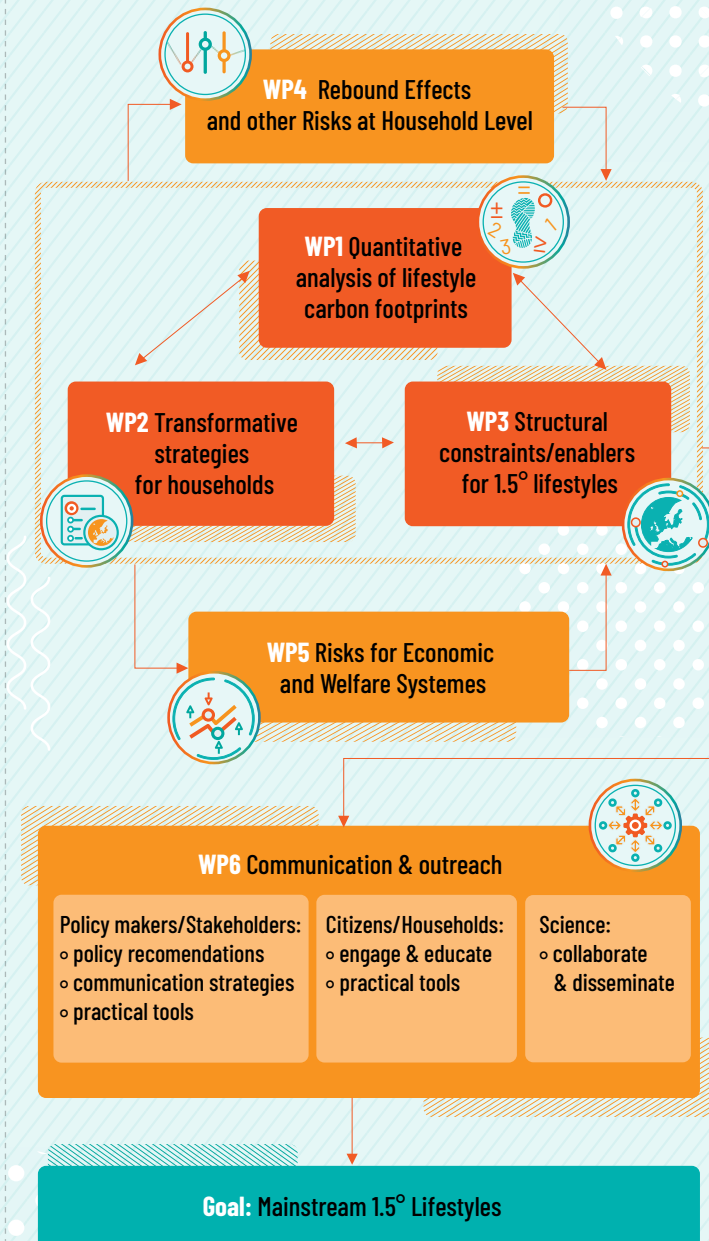 WP4 Rebound Effects
and other Risks at Household Level
WP1 Quantitative
analysis of lifestyle
carbon footprints
WP2 Transformative
strategies
for households
WP3 Structural
constraints/enablers
for 1.5° lifestyles
WP5 Risks for Economic
and Welfare Systemes
WP6 Communication & outreach
Policy makers/Stakeholders:
∘ policy recomendations
∘ communication strategies
∘ practical tools
Citizens/Households:
∘ engage & educate
∘ practical tools
Science:
∘ collaborate
& disseminate
Goal: Mainstream 1.5° Lifestyles